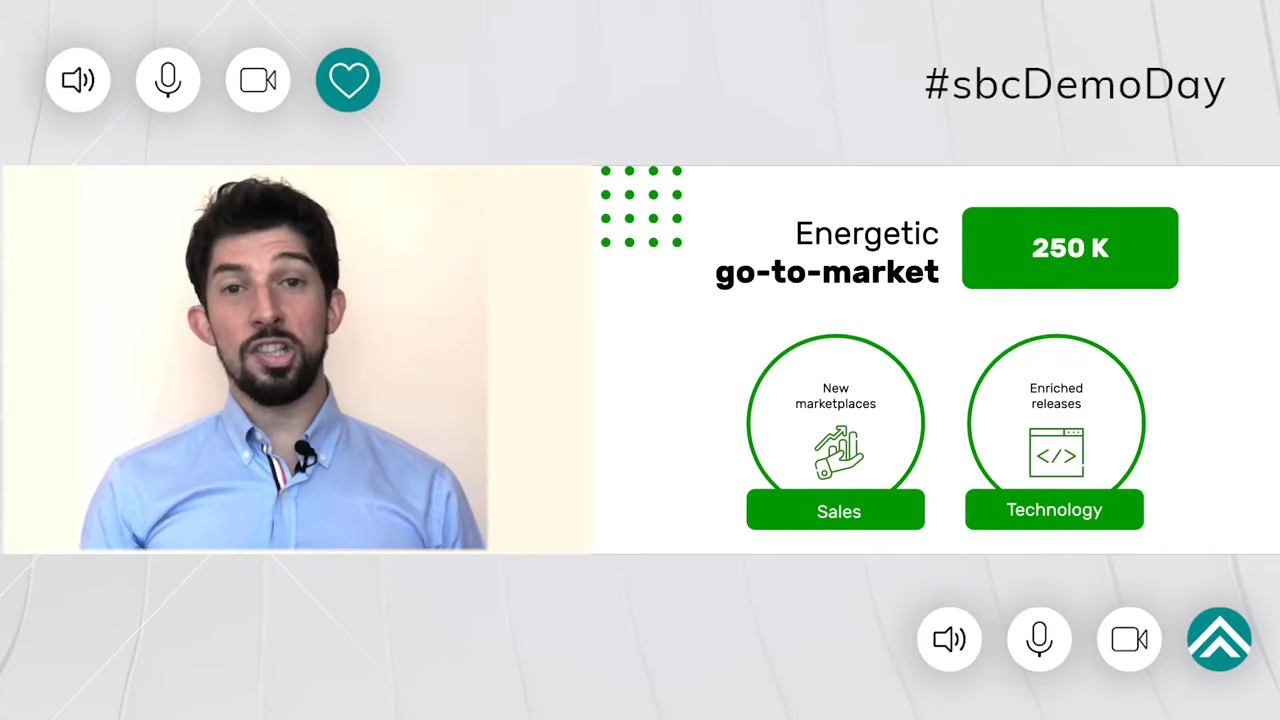 #sbcDemoDay
Energetic
go-to-market
250 K
New
marketplaces
Enriched
releases
</>
Sales
Technology